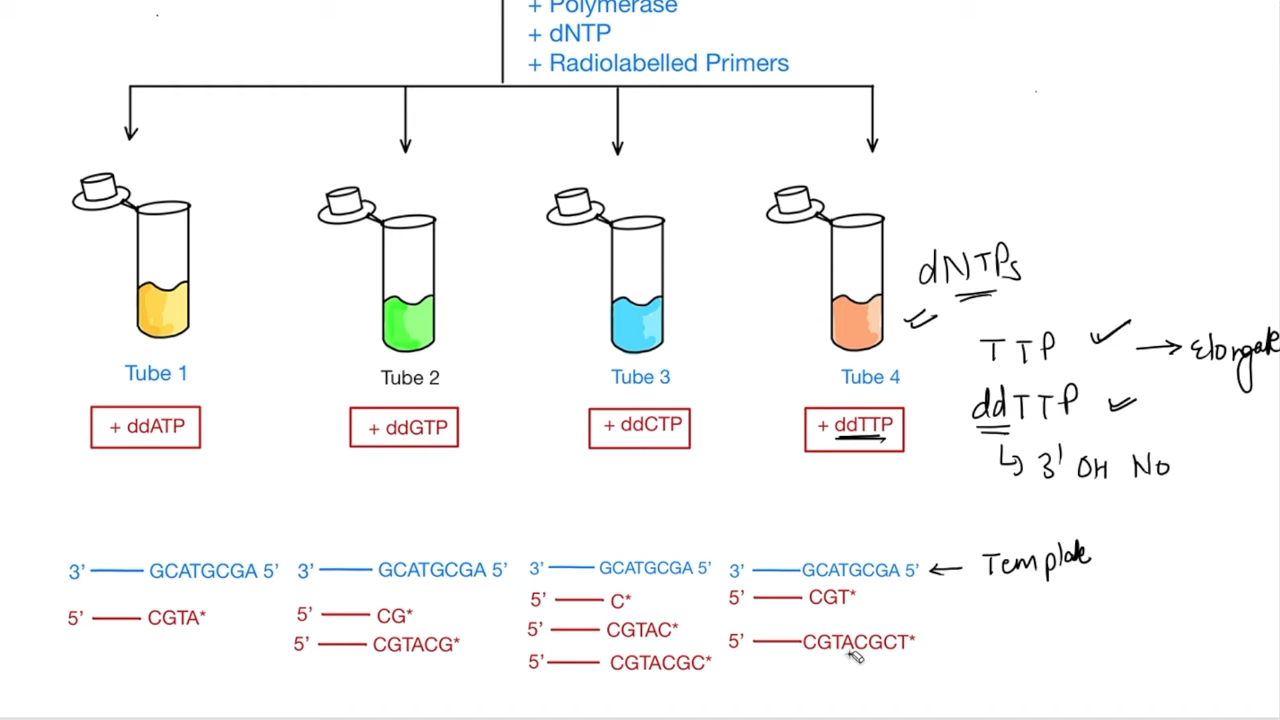 + Polymerase
+ dNTP
+ Radiolabelled Primers
dNTPs
TTP → Elongate
ddTTP
↳ 3' OH No
Tube 1
Tube 2
Tube 3
Tube 4
+ ddATP
+ ddGTP
+ ddCTP
+ ddTTP
3' GCATGCGA 5'
5' CGTA*
3' GCATGCGA 5'
5' CG*
5' CGTACG*
3' GCATGCGA 5'
5' C*
5' CGTAC*
5' CGTACGC*
3' GCATGCGA 5' ← Template
5' CGT*
5' CGTACGCT*